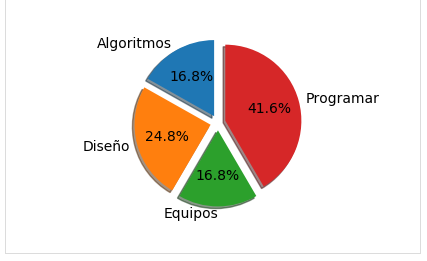 Algoritmos
16.8%
Programar
41.6%
Diseño
24.8%
16.8%
Equipos